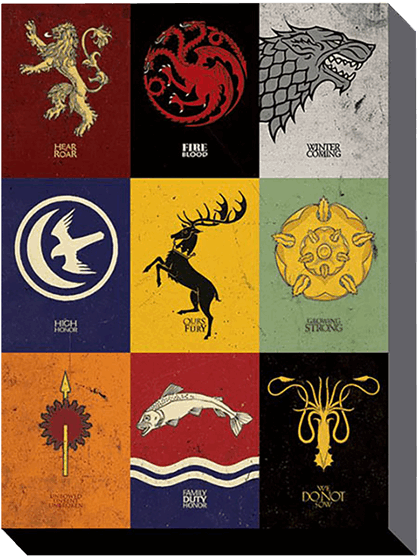 HEAR
ROAR
FIRE
BLOOD
WINTER
COMING
HIGH
HONOR
OURS
FURY
GROWING
STRONG
UNBOWED
UNBENT
UNBROKEN
FAMILY
DUTY
HONOR
WE
DO NOT
SOW